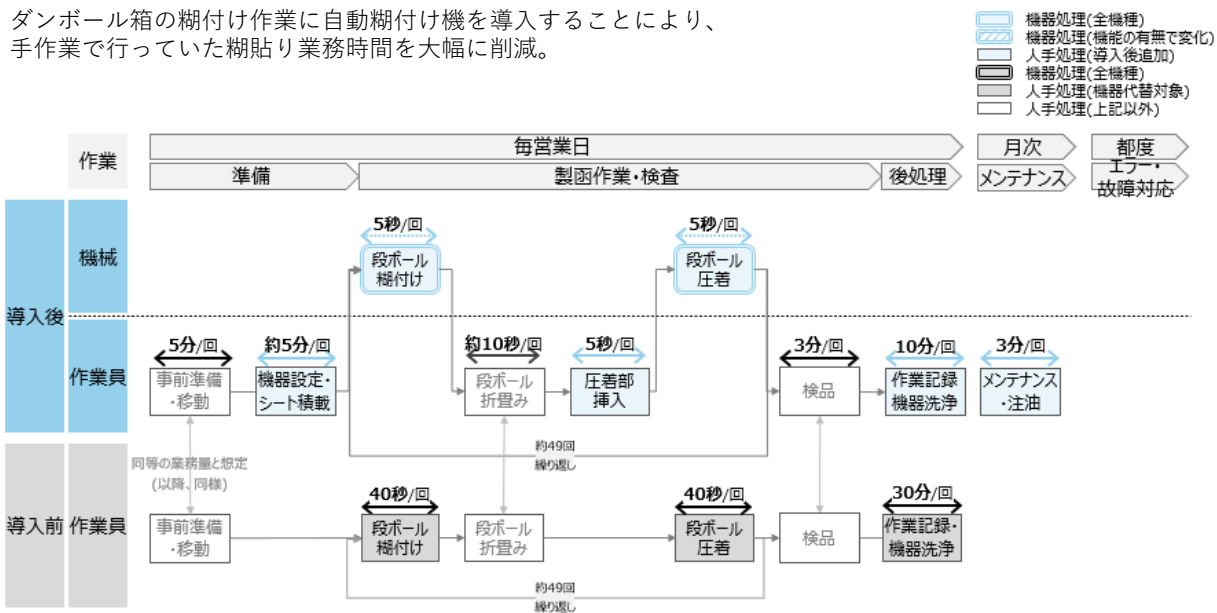 ダンボール箱の糊付け作業に自動糊付け機を導入することにより、
手作業で行っていた糊貼り業務時間を大幅に削減。
機器処理(全機種)
機器処理(機能の有無で変化)
人手処理(導入後追加)
機器処理(全機種)
人手処理(機器代替対象)
人手処理(上記以外)
作業
毎営業日
月次
都度
準備
製函作業・検査
後処理
メンテナンス
エラー・
故障対応
導入後
機械
5秒/回
段ボール
糊付け
5秒/回
段ボール
圧着
作業員
5分/回
事前準備
・移動
約5分/回
機器設定・
シート積載
約10秒/回
段ボール
折畳み
5秒/回
圧着部
挿入
3分/回
検品
10分/回
作業記録
機器洗浄
3分/回
メンテナンス
・注油
約49回
繰り返し
同等の業務量と想定
(以降、同様)
導入前
作業員
事前準備
・移動
40秒/回
段ボール
糊付け
段ボール
折畳み
40秒/回
段ボール
圧着
検品
30分/回
作業記録・
機器洗浄
約49回
繰り返し